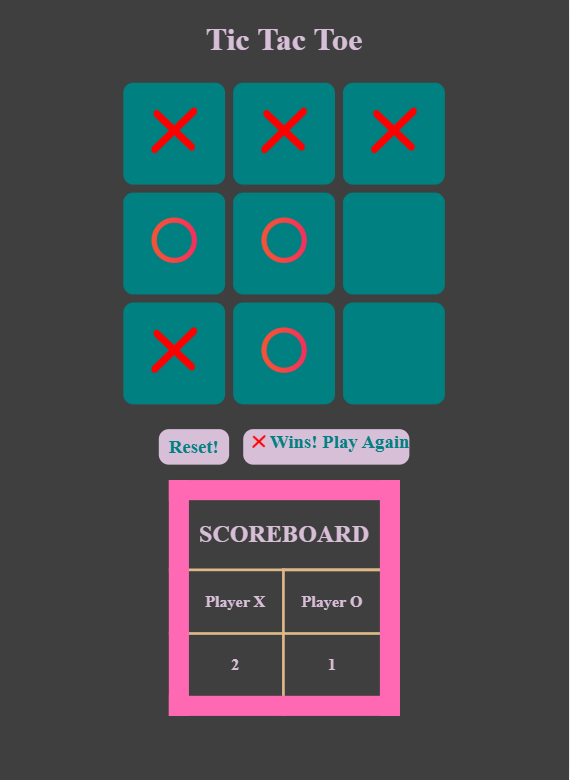 Tic Tac Toe
Reset!
❌ Wins! Play Again
SCOREBOARD
Player X Player O
2 1